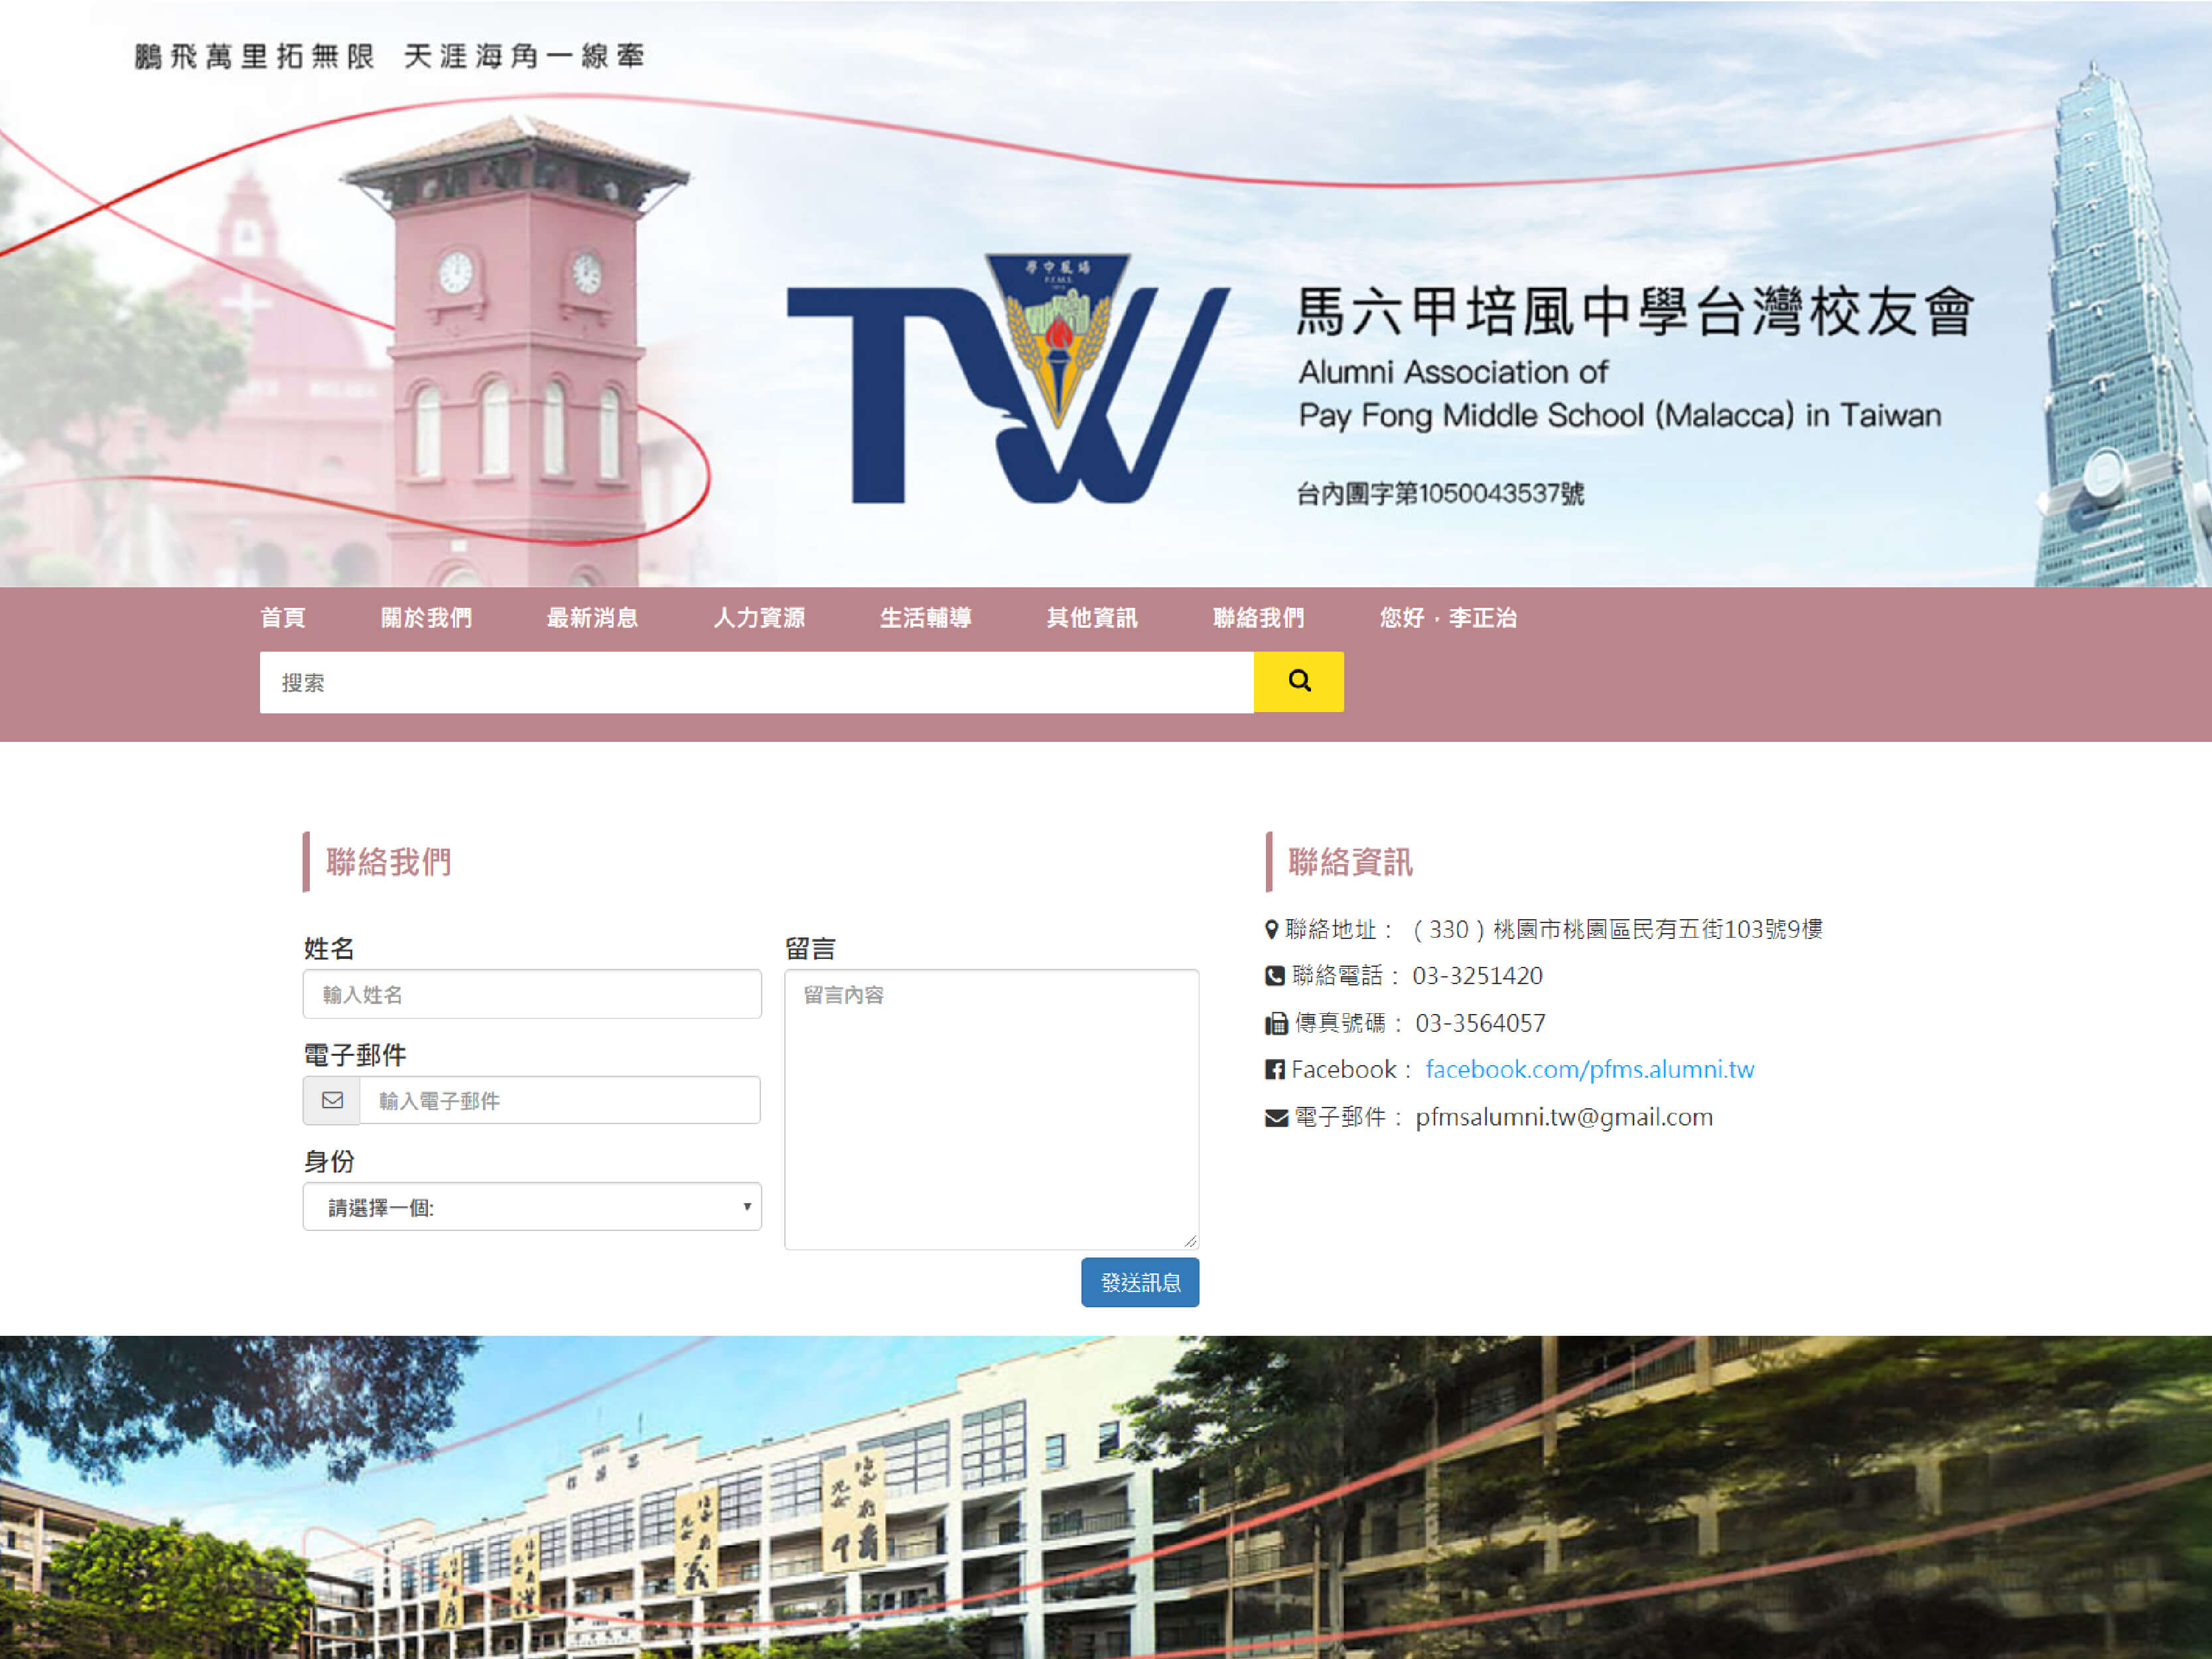 鵬飛萬里拓無限 天涯海角一線牽
學中風培
P.F.M.S.
馬六甲培風中學台灣校友會
Alumni Association of
Pay Fong Middle School (Malacca) in Taiwan
台內團字第1050043537號
首頁 關於我們 最新消息 人力資源 生活輔導 其他資訊 聯絡我們 您好，李正治
搜索
聯絡我們
姓名
輸入姓名
電子郵件
輸入電子郵件
身份
請選擇一個:
留言
留言內容
發送訊息
聯絡資訊
聯絡地址： （330）桃園市桃園區民有五街103號9樓
聯絡電話： 03-3251420
傳真號碼： 03-3564057
Facebook： facebook.com/pfms.alumni.tw
電子郵件： pfmsalumni.tw@gmail.com